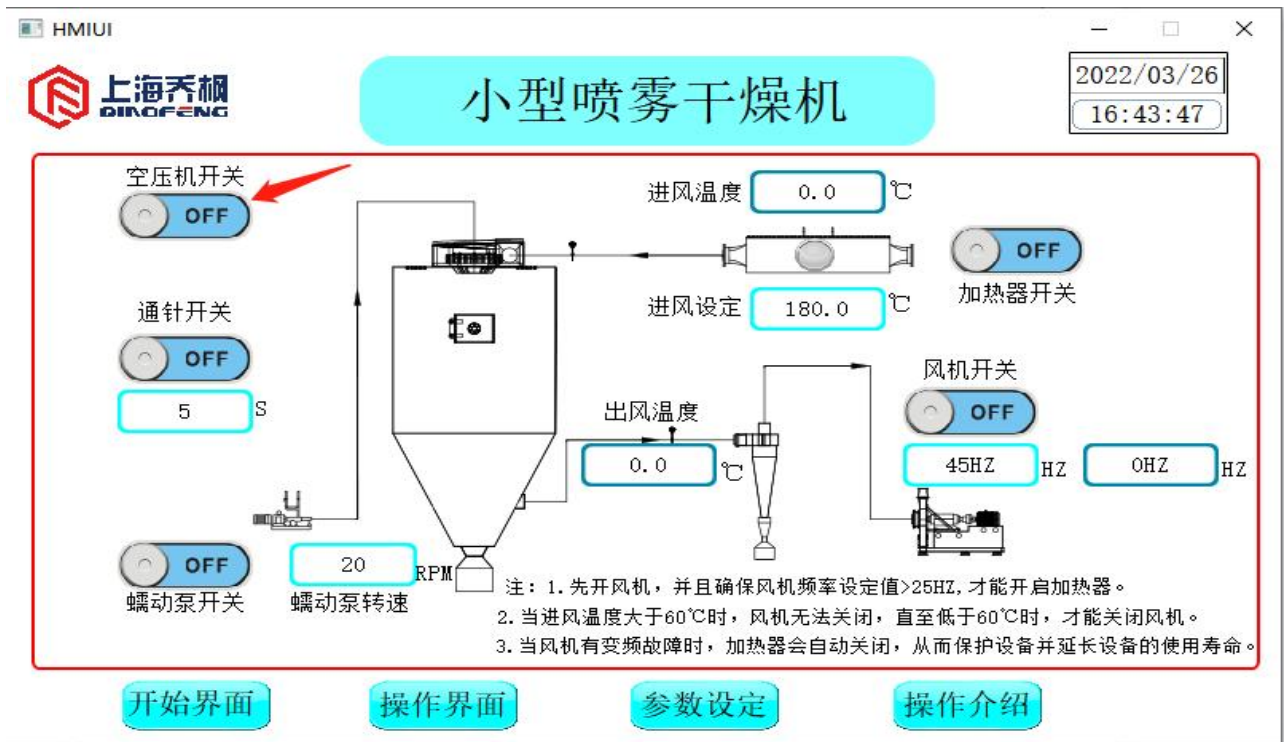 HMIUI
上海乔枫
QIAOFENG
小型喷雾干燥机
2022/03/26
16:43:47
空压机开关
OFF
进风温度 0.0 ℃
OFF
加热器开关
进风设定 180.0 ℃
通针开关
OFF
5 S
风机开关
OFF
出风温度
0.0 ℃
45HZ HZ 0HZ HZ
OFF
20 RPM
蠕动泵开关 蠕动泵转速
注：1.先开风机，并且确保风机频率设定值>25HZ,才能开启加热器。
2.当进风温度大于60℃时，风机无法关闭，直至低于60℃时，才能关闭风机。
3.当风机有变频故障时，加热器会自动关闭，从而保护设备并延长设备的使用寿命。
开始界面 操作界面 参数设定 操作介绍